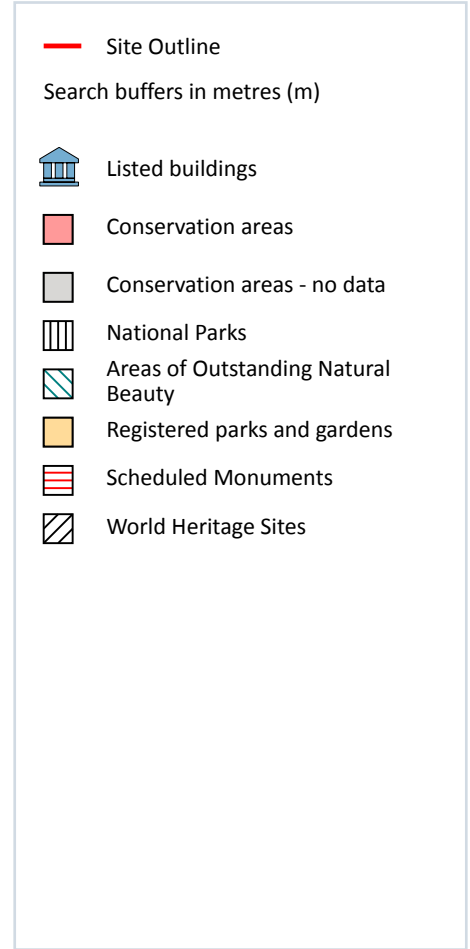 Site Outline
Search buffers in metres (m)
Listed buildings
Conservation areas
Conservation areas - no data
National Parks
Areas of Outstanding Natural
Beauty
Registered parks and gardens
Scheduled Monuments
World Heritage Sites